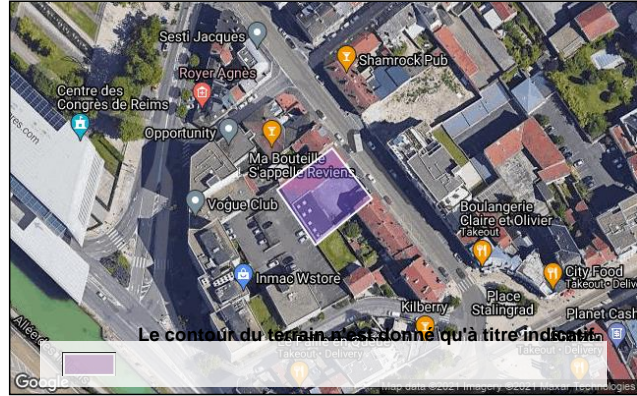 Sesti Jacques
Shamrock Pub
Royer Agnès
Centre des
Congrès de Reims
Opportunity
Ma Bouteille
S'appelle Reviens
Vogue Club
Boulangerie
Claire et Olivier
Takeout
Inmac Wstore
City Food
Takeout • Delive
Place
Stalingrad
Kilberry
Planet Cash
Le contour du terrain n'est donné qu'à titre indicatif.
Takeout • Delivery
Takeout • Delivery
Google
Map data ©2021 Imagery ©2021 Maxar Technologies